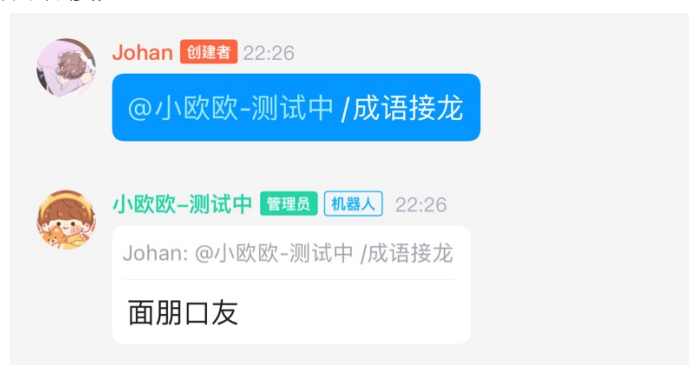 Johan 创建者 22:26
@小欧欧-测试中 /成语接龙
小欧欧-测试中 管理员 机器人 22:26
Johan: @小欧欧-测试中 /成语接龙
面朋口友